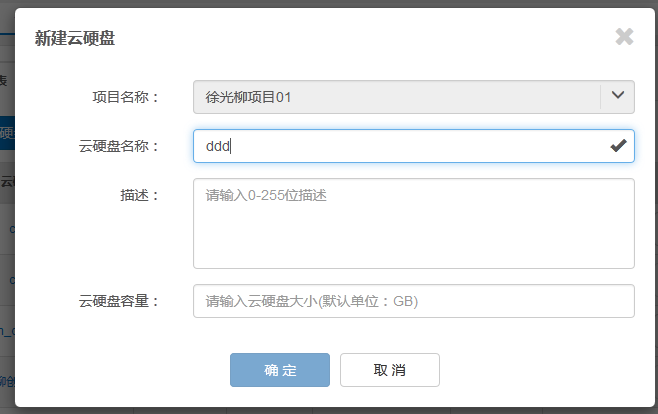 新建云硬盘
项目名称：
徐光柳项目01
云硬盘名称：
ddd
描述：
请输入0-255位描述
云硬盘容量：
请输入云硬盘大小(默认单位：GB)
确 定
取 消